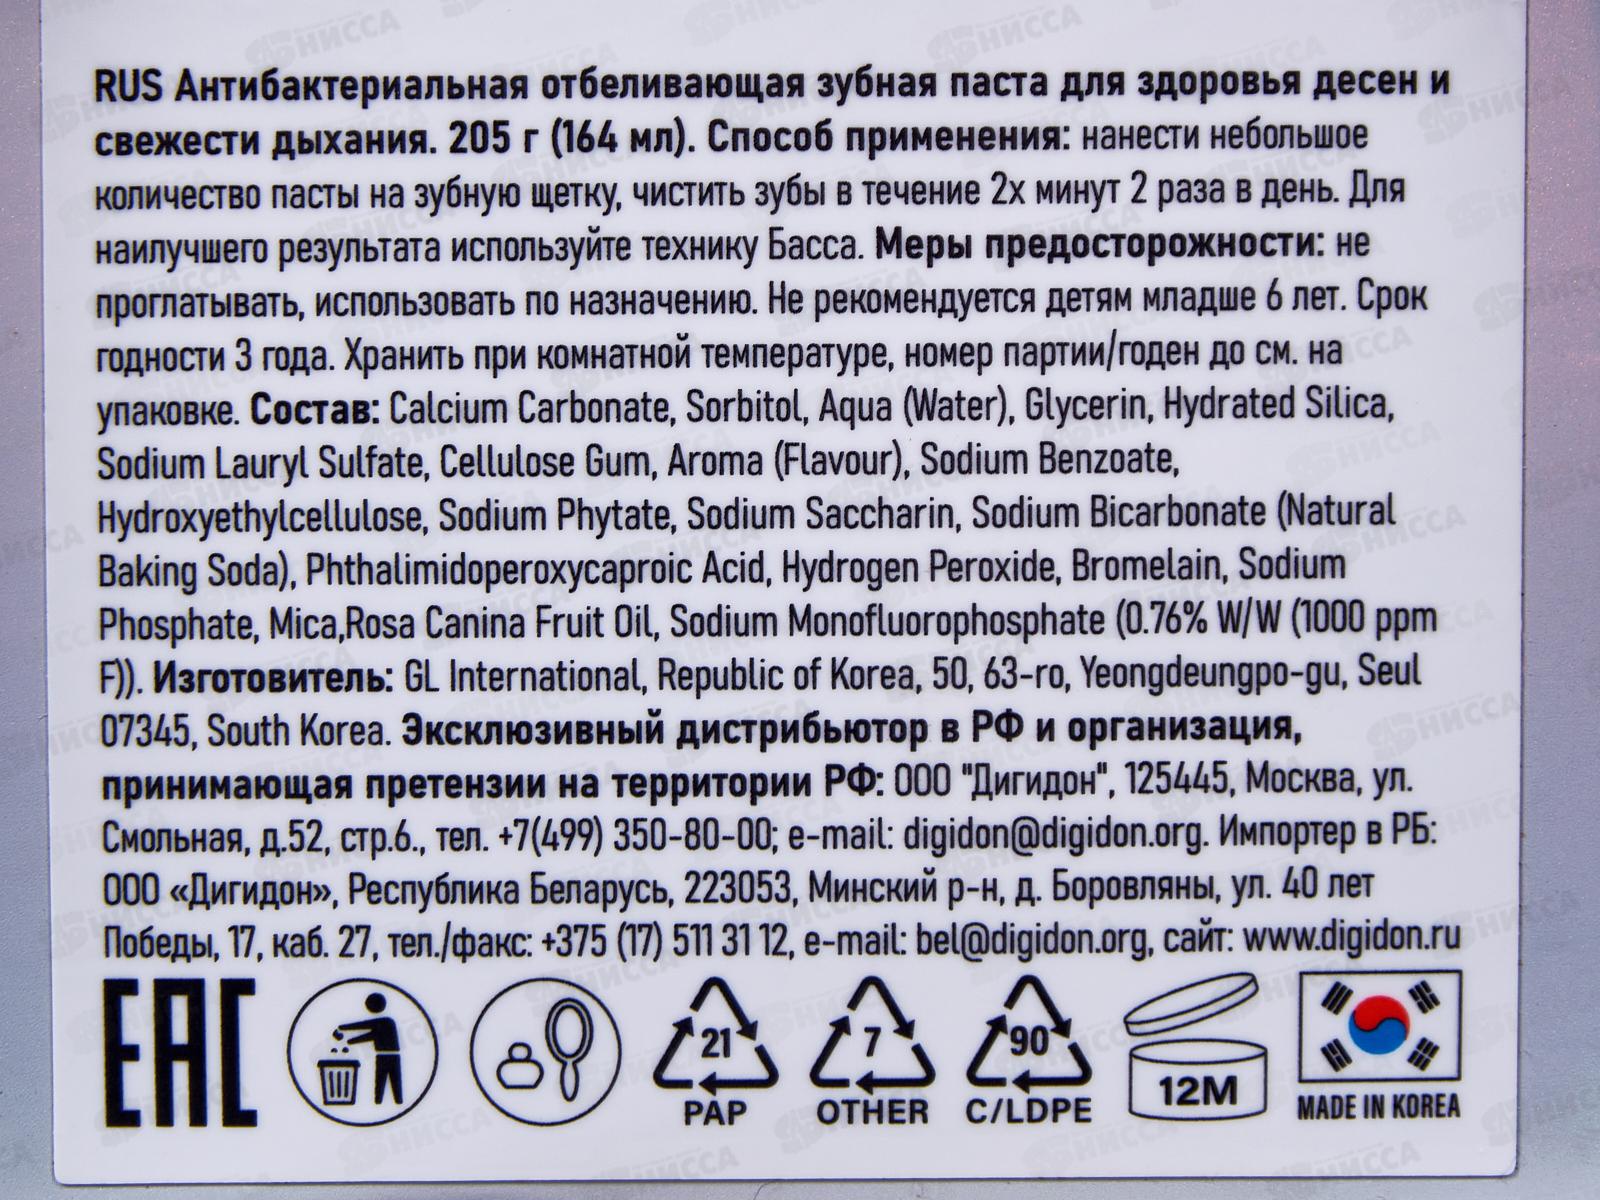 RUS Антибактериальная отбеливающая зубная паста для здоровья десен и
свежести дыхания. 205 г (164 мл). Способ применения: нанести небольшое
количество пасты на зубную щетку, чистить зубы в течение 2х минут 2 раза в день. Для
наилучшего результата используйте технику Басса. Меры предосторожности: не
проглатывать, использовать по назначению. Не рекомендуется детям младше 6 лет. Срок
годности 3 года. Хранить при комнатной температуре, номер партии/годен до см. на
упаковке. Состав: Calcium Carbonate, Sorbitol, Aqua (Water), Glycerin, Hydrated Silica,
Sodium Lauryl Sulfate, Cellulose Gum, Aroma (Flavour), Sodium Benzoate,
Hydroxyethylcellulose, Sodium Phytate, Sodium Saccharin, Sodium Bicarbonate (Natural
Baking Soda), Phthalimidoperoxycaproic Acid, Hydrogen Peroxide, Bromelain, Sodium
Phosphate, Mica,Rosa Canina Fruit Oil, Sodium Monofluorophosphate (0.76% W/W (1000 ppm
F)). Изготовитель: GL International, Republic of Korea, 50, 63-ro, Yeongdeungpo-gu, Seul
07345, South Korea. Эксклюзивный дистрибьютор в РФ и организация,
принимающая претензии на территории РФ: ООО "Дигидон", 125445, Москва, ул.
Смольная, д.52, стр.6., тел. +7(499) 350-80-00; e-mail: digidon@digidon.org. Импортер в РБ:
ООО «Дигидон», Республика Беларусь, 223053, Минский р-н, д. Боровляны, ул. 40 лет
Победы, 17, каб. 27, тел./факс: +375 (17) 511 31 12, e-mail: bel@digidon.org, сайт: www.digidon.ru
EAC
21 7 90 12M
PAP OTHER C/LDPE MADE IN KOREA